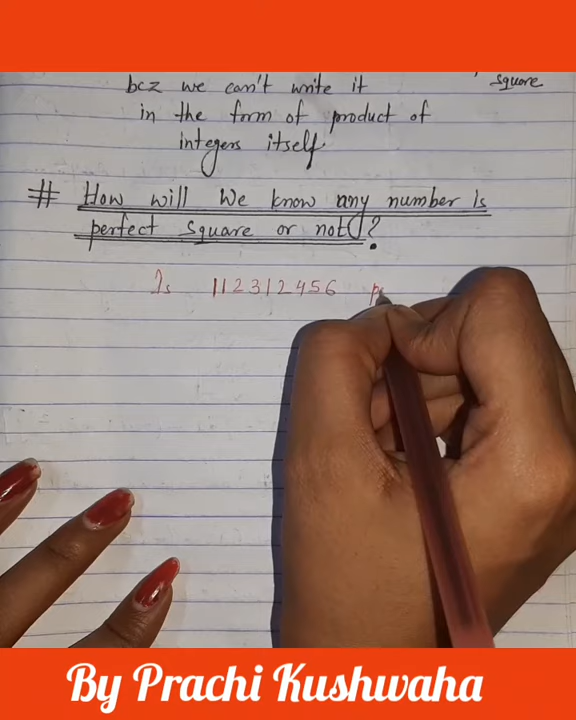 bcz we can't write it square
in the form of product of
integers itself
# How will We know any number is
perfect square or not?
Is 112312456
By Prachi Kushwaha